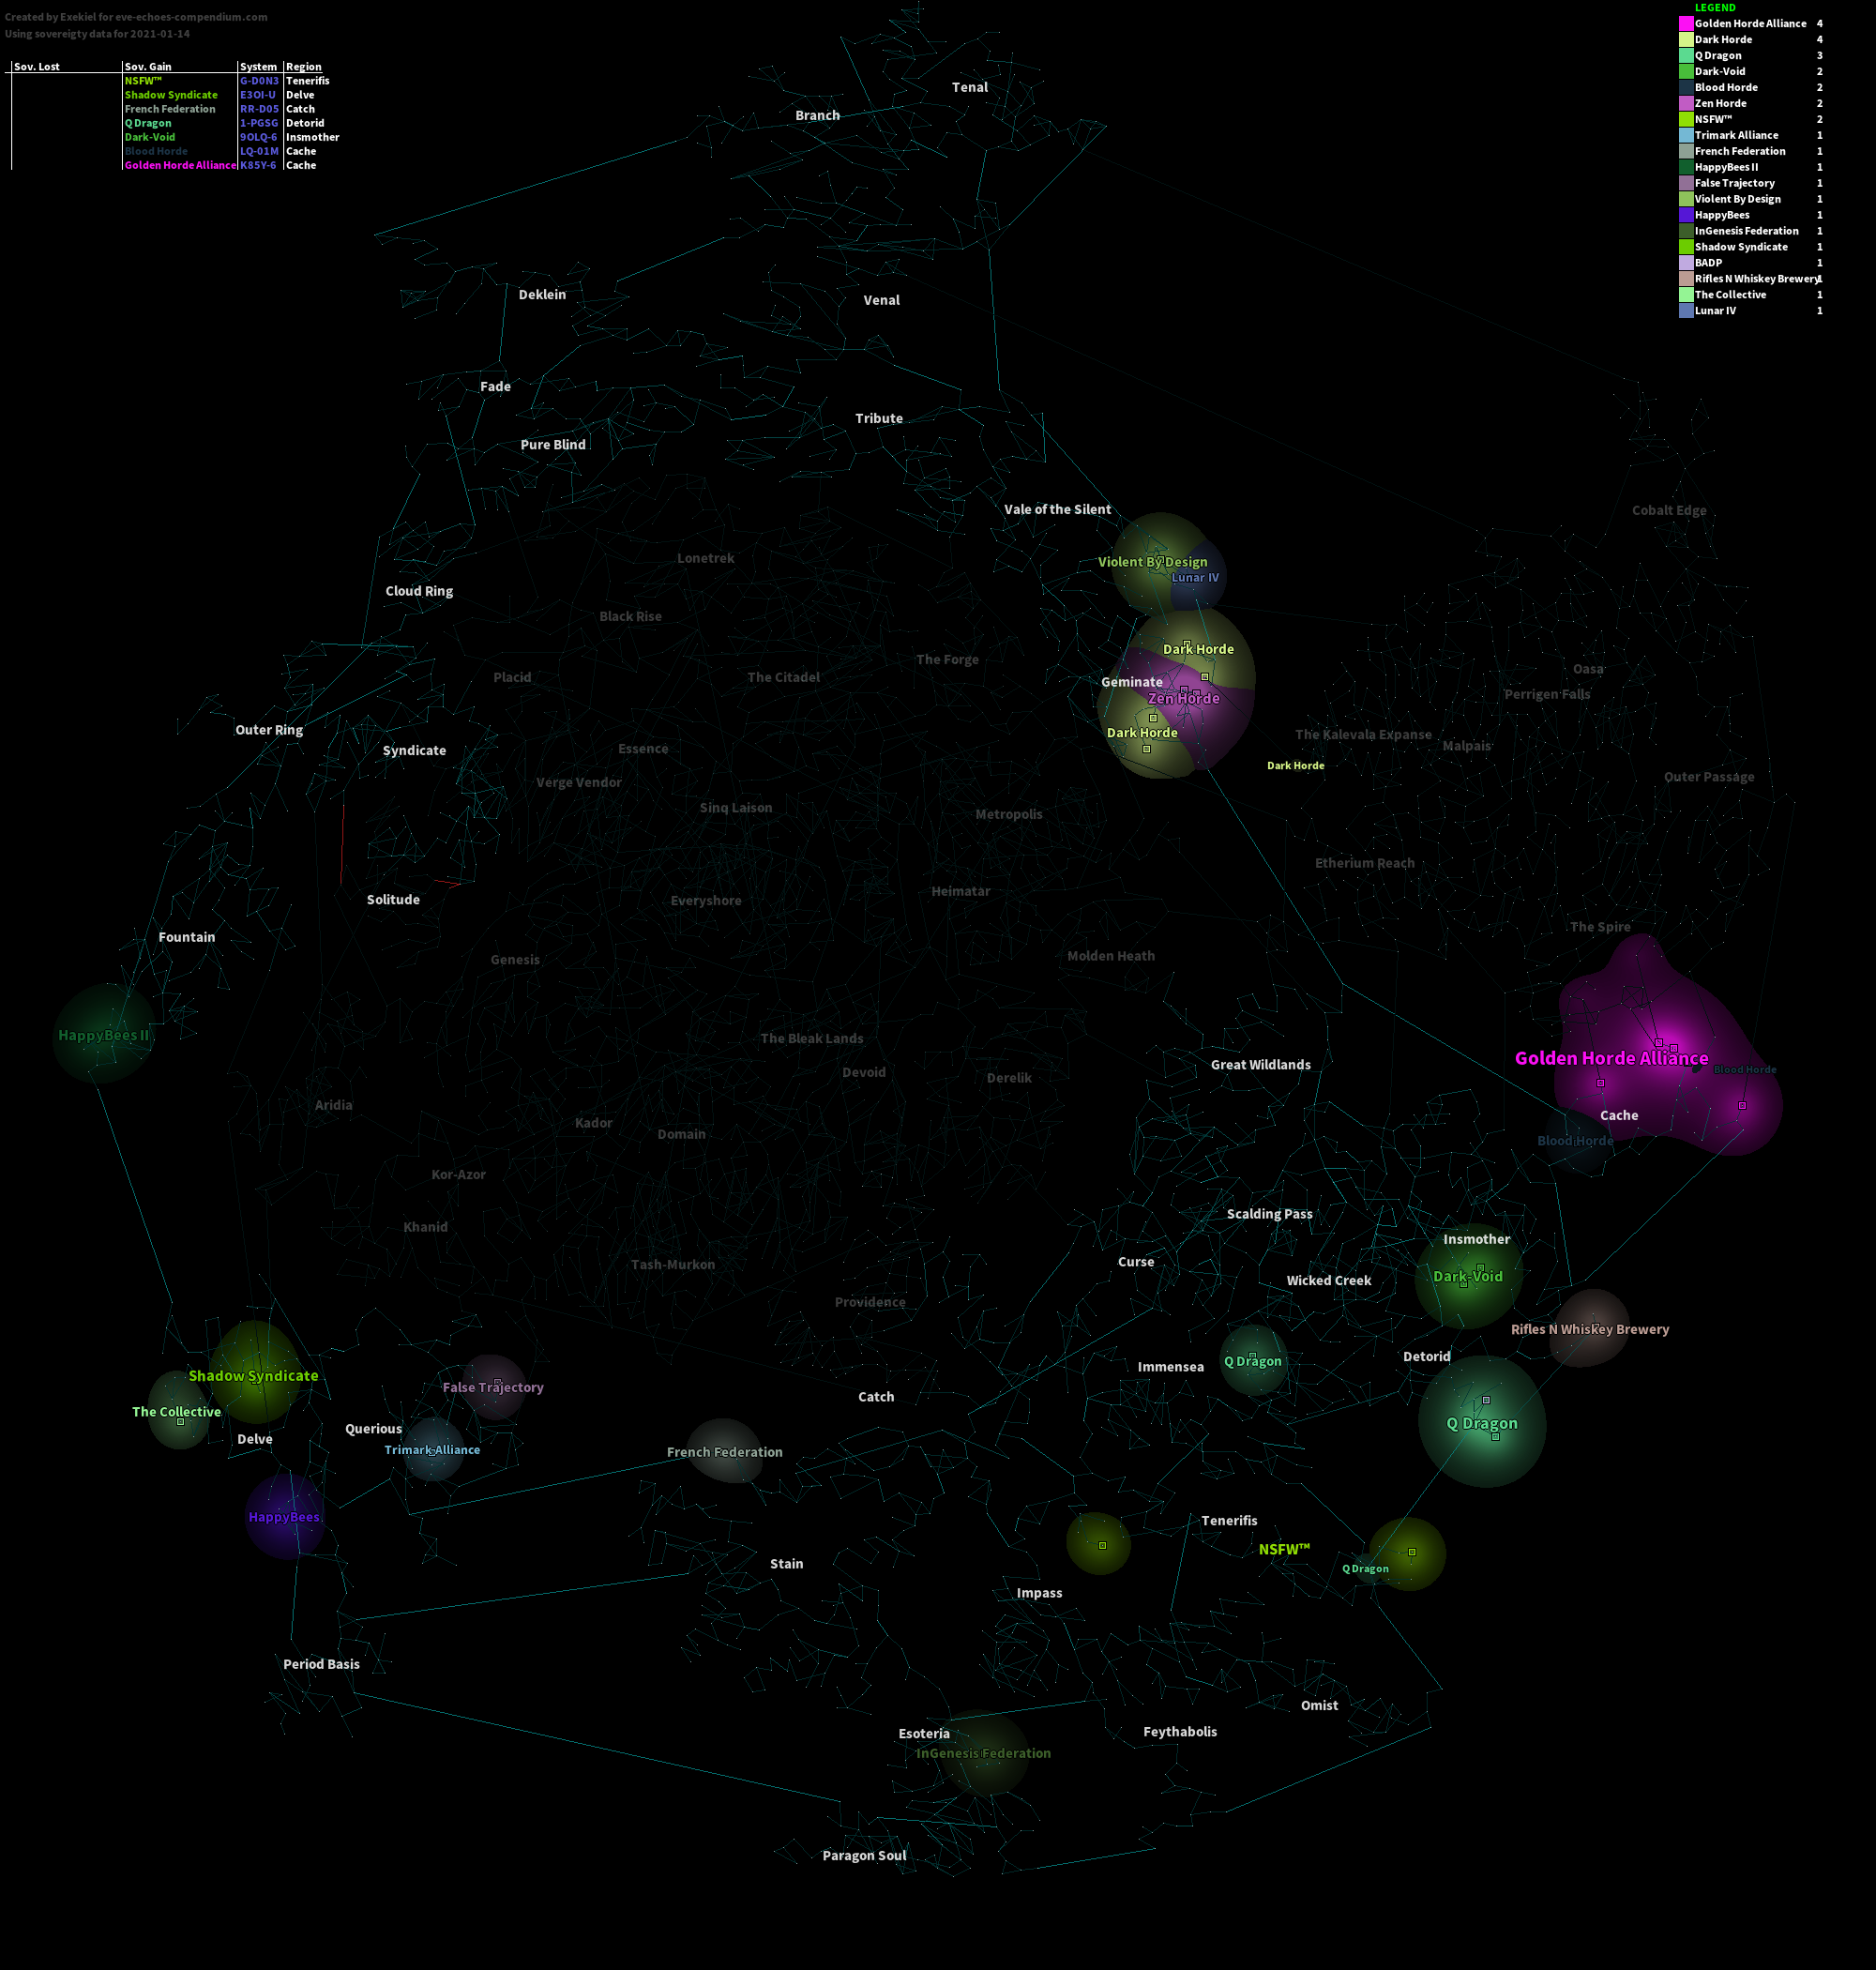 Created by Exekiel for eve-echoes-compendium.com
Using sovereigty data for 2021-01-14
Sov. Lost Sov. Gain System Region
NSFW™ G-D0N3 Tenerifis
Shadow Syndicate E3OI-U Delve
French Federation RR-D05 Catch
Q Dragon 1-PGSG Detorid
Dark-Void 9OLQ-6 Insmother
Blood Horde LQ-01M Cache
Golden Horde Alliance K85Y-6 Cache
LEGEND
Golden Horde Alliance 4
Dark Horde 4
Q Dragon 3
Dark-Void 2
Blood Horde 2
Zen Horde 2
NSFW™ 2
Trimark Alliance 1
French Federation 1
HappyBees II 1
False Trajectory 1
Violent By Design 1
HappyBees 1
InGenesis Federation 1
Shadow Syndicate 1
BADP 1
Rifles N Whiskey Brewery 1
The Collective 1
Lunar IV 1
Tenal
Branch
Deklein
Venal
Fade
Tribute
Pure Blind
Vale of the Silent
Cobalt Edge
Lonetrek
Violent By Design
Lunar IV
Cloud Ring
Black Rise
Dark Horde
The Forge
Oasa
Placid
The Citadel
Geminate
Perrigen Falls
Zen Horde
Outer Ring
Dark Horde
The Kalevala Expanse
Syndicate
Essence
Malpais
Dark Horde
Outer Passage
Verge Vendor
Sinq Laison
Metropolis
Etherium Reach
Heimatar
Solitude
Everyshore
The Spire
Fountain
Genesis
Molden Heath
HappyBees II
The Bleak Lands
Golden Horde Alliance
Great Wildlands
Blood Horde
Devoid
Derelik
Aridia
Cache
Kador
Domain
Blood Horde
Kor-Azor
Scalding Pass
Khanid
Insmother
Curse
Tash-Murkon
Dark-Void
Wicked Creek
Providence
Rifles N Whiskey Brewery
Detorid
Q Dragon
Immensea
Shadow Syndicate
False Trajectory
Catch
The Collective
Querious
Q Dragon
Delve
Trimark Alliance
French Federation
HappyBees
Tenerifis
NSFW™
Stain
Q Dragon
Impass
Period Basis
Omist
Esoteria
Feythabolis
InGenesis Federation
Paragon Soul